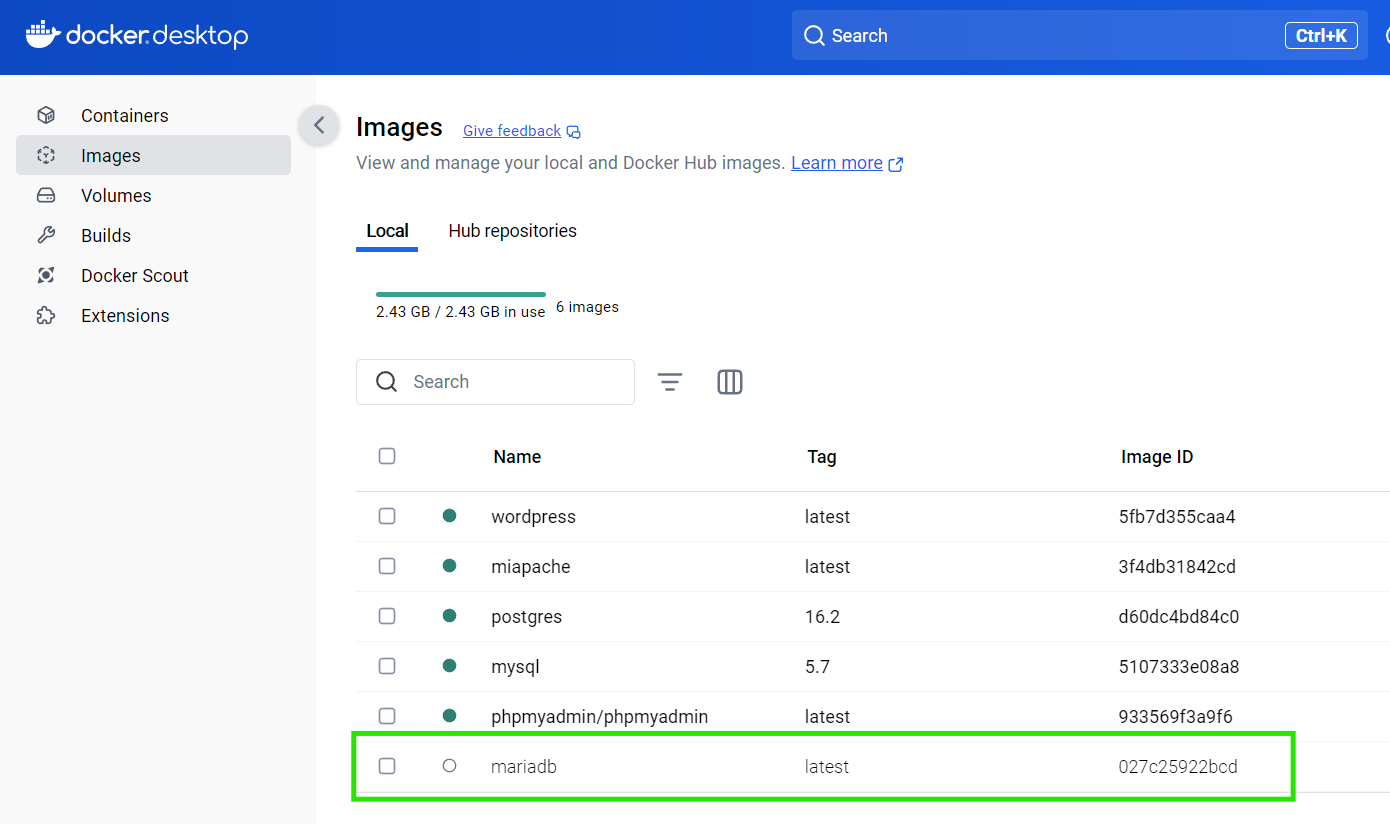 docker.desktop
Search
Ctrl+K
Containers
Images
Volumes
Builds
Docker Scout
Extensions
Images Give feedback
View and manage your local and Docker Hub images. Learn more
Local Hub repositories
2.43 GB / 2.43 GB in use 6 images
Search
Name Tag Image ID
wordpress latest 5fb7d355caa4
miapache latest 3f4db31842cd
postgres 16.2 d60dc4bd84c0
mysql 5.7 5107333e08a8
phpmyadmin/phpmyadmin latest 933569f3a9f6
mariadb latest 027c25922bcd